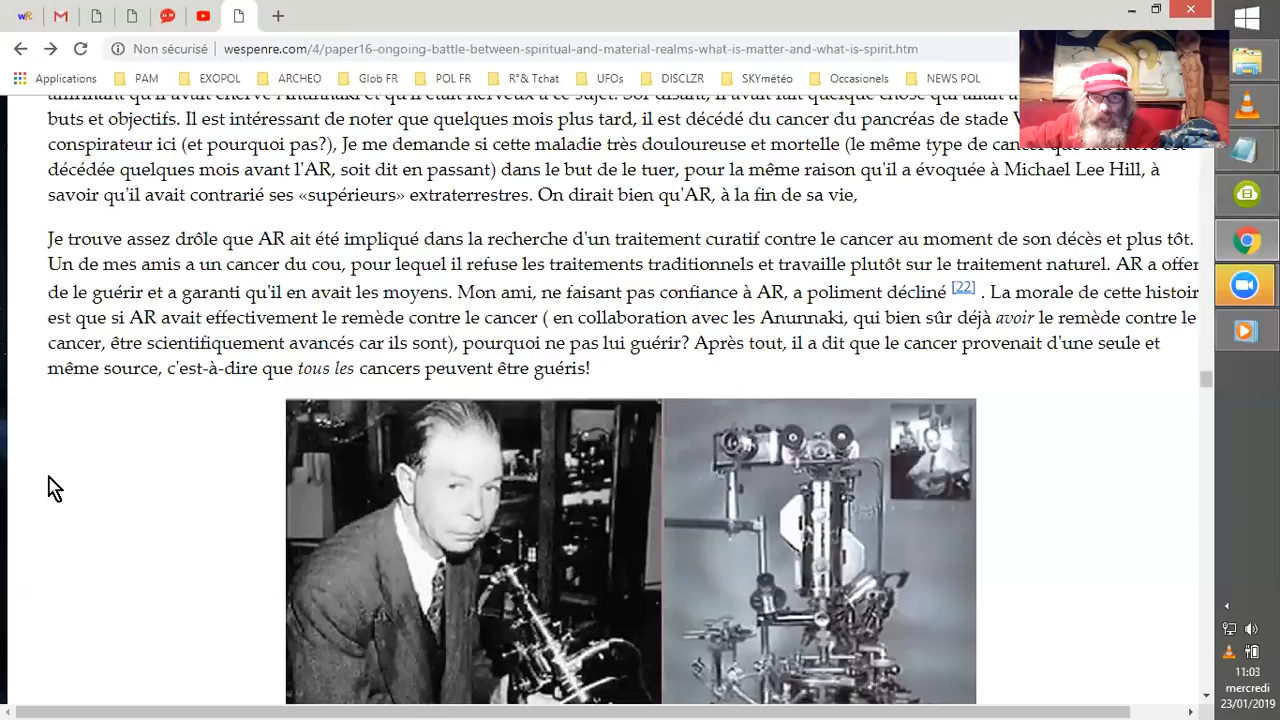 Non sécurisé
wespenre.com/4/paper16-ongoing-battle-between-spiritual-and-material-realms-what-is-matter-and-what-is-spirit.htm
Applications PAM EXOPOL ARCHEO Glob FR POL FR R"& Tchat UFOs DISCLZR SKYmétéo Occasionels NEWS POL
buts et objectifs. Il est intéressant de noter que quelques mois plus tard, il est décédé du cancer du pancréas de stade
conspirateur ici (et pourquoi pas?), Je me demande si cette maladie très douloureuse et mortelle (le même type de
décédée quelques mois avant l'AR, soit dit en passant) dans le but de le tuer, pour la même raison qu'il a évoquée à Michael Lee Hill, à
savoir qu'il avait contrarié ses «supérieurs» extraterrestres. On dirait bien qu'AR, à la fin de sa vie,
Je trouve assez drôle que AR ait été impliqué dans la recherche d'un traitement curatif contre le cancer au moment de son décès et plus tôt.
Un de mes amis a un cancer du cou, pour lequel il refuse les traitements traditionnels et travaille plutôt sur le traitement naturel. AR a offer
de le guérir et a garanti qu'il en avait les moyens. Mon ami, ne faisant pas confiance à AR, a poliment décliné [22] . La morale de cette histoir
est que si AR avait effectivement le remède contre le cancer ( en collaboration avec les Anunnaki, qui bien sûr déjà avoir le remède contre le
cancer, être scientifiquement avancés car ils sont), pourquoi ne pas lui guérir? Après tout, il a dit que le cancer provenait d'une seule et
même source, c'est-à-dire que tous les cancers peuvent être guéris!
11:03
mercredi
23/01/2019